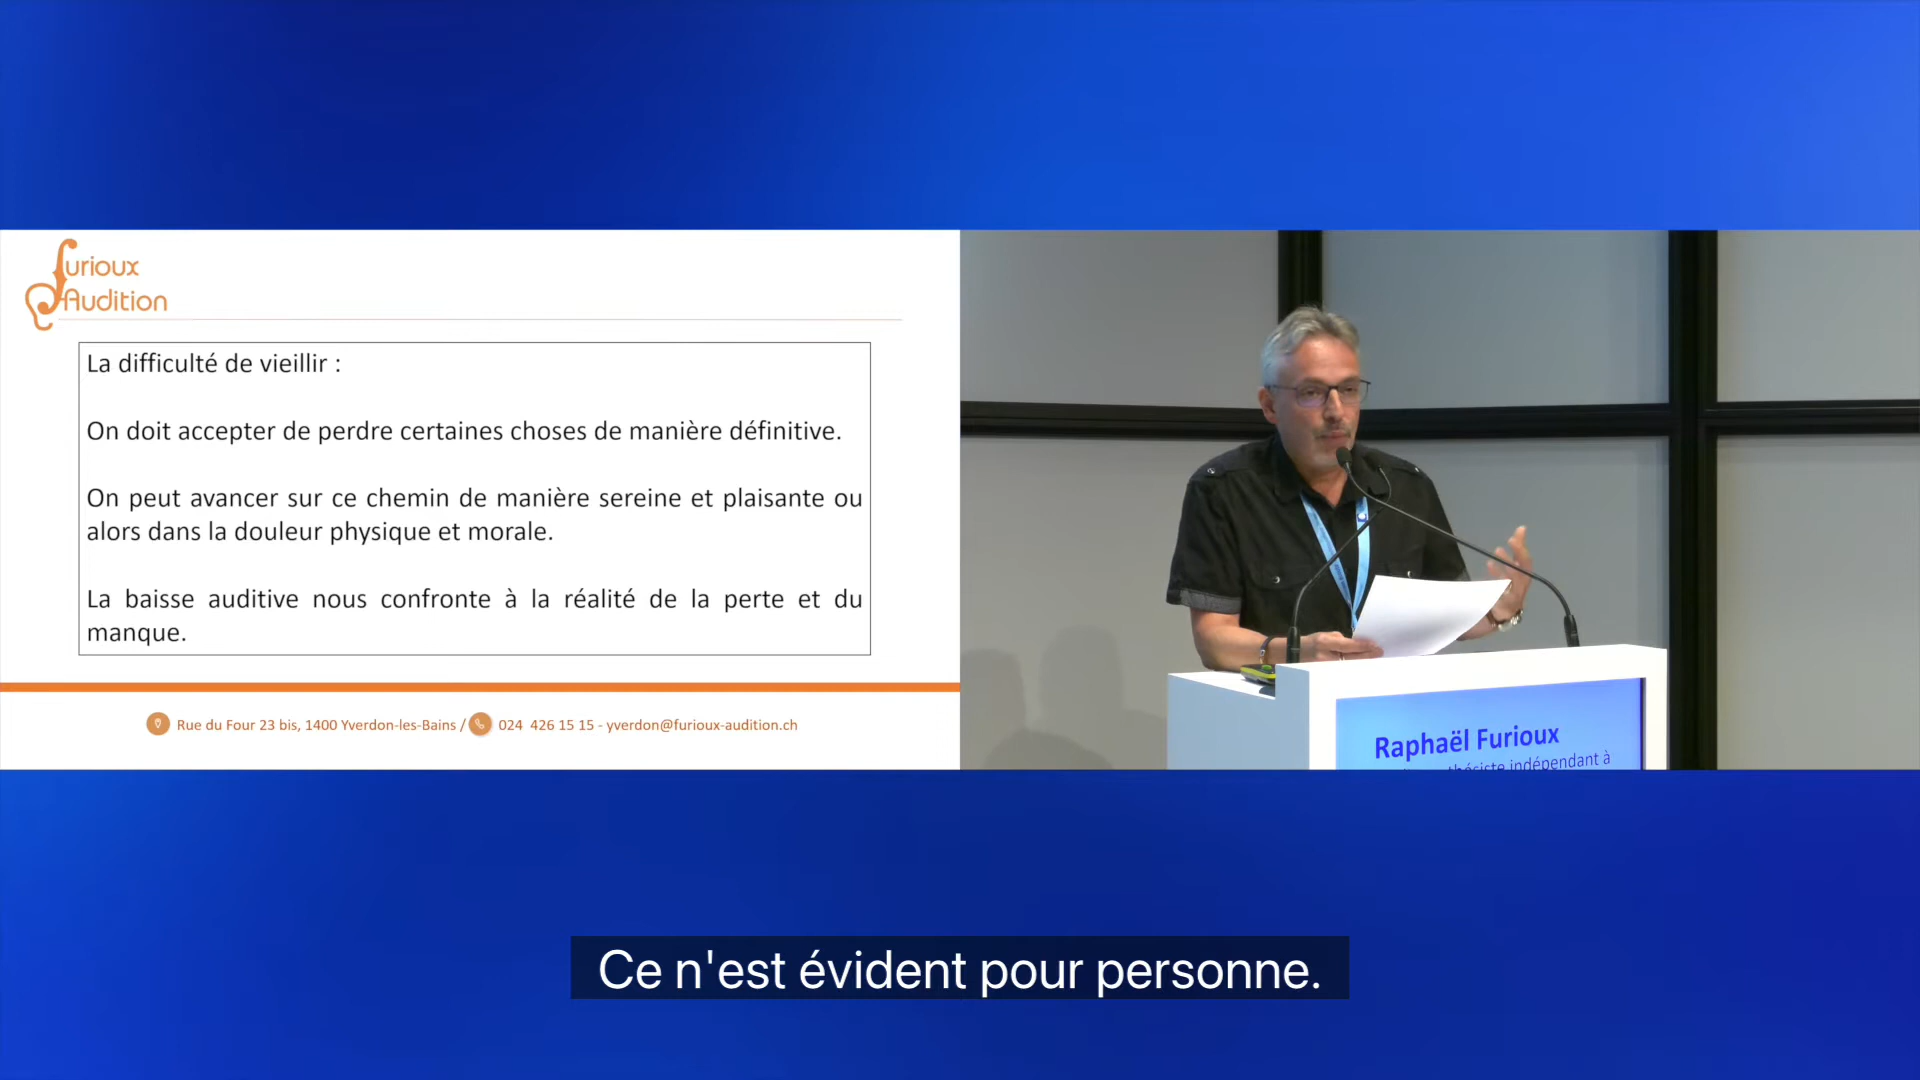 Furioux
Audition
La difficulté de vieillir :
On doit accepter de perdre certaines choses de manière définitive.
On peut avancer sur ce chemin de manière sereine et plaisante ou
alors dans la douleur physique et morale.
La baisse auditive nous confronte à la réalité de la perte et du
manque.
Rue du Four 23 bis, 1400 Yverdon-les-Bains / 024 426 15 15 - yverdon@furioux-audition.ch
Raphaël Furioux
indépendant à
Ce n'est évident pour personne.